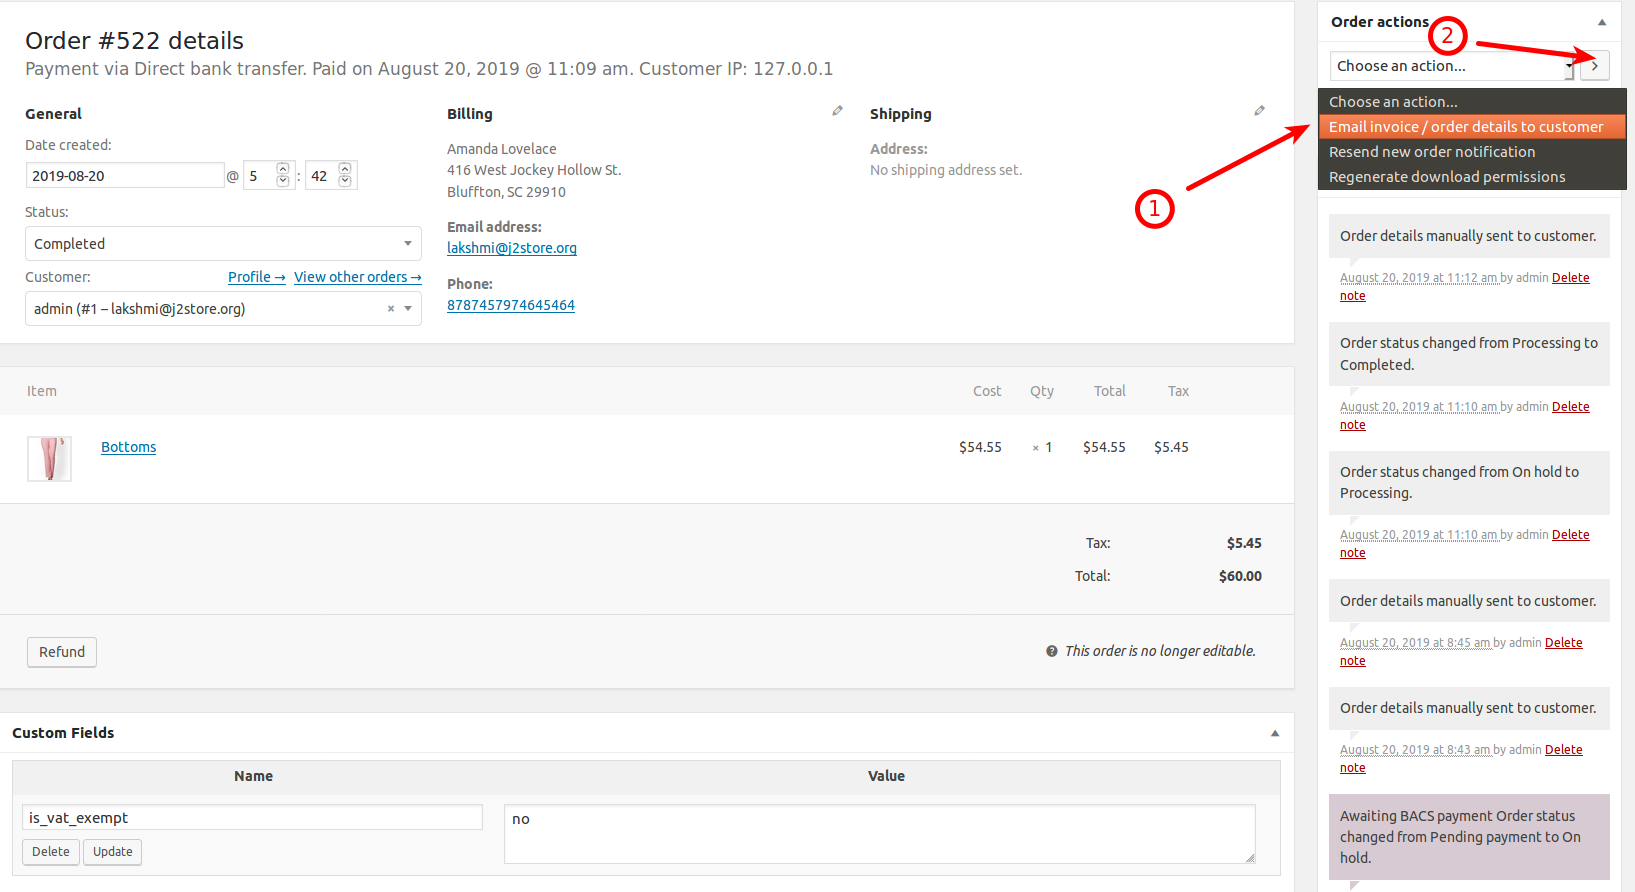 Order #522 details
Payment via Direct bank transfer. Paid on August 20, 2019 @ 11:09 am. Customer IP: 127.0.0.1
General
Date created:
2019-08-20 @ 5 : 42
Status:
Completed
Customer: Profile → View other orders →
admin (#1 – lakshmi@j2store.org) × 
Billing
Amanda Lovelace
416 West Jockey Hollow St.
Bluffton, SC 29910
Email address:
lakshmi@j2store.org
Phone:
8787457974645464
Shipping
Address:
No shipping address set.
Item Cost Qty Total Tax
Bottoms $54.55 × 1 $54.55 $5.45
Tax: $5.45
Total: $60.00
Refund
This order is no longer editable.
Custom Fields
Name Value
is_vat_exempt no
Delete Update
Order actions
2
Choose an action...
Choose an action...
Email invoice / order details to customer
Resend new order notification
Regenerate download permissions
1
Order details manually sent to customer.
August 20, 2019 at 11:12 am by admin Delete
note
Order status changed from Processing to
Completed.
August 20, 2019 at 11:10 am by admin Delete
note
Order status changed from On hold to
Processing.
August 20, 2019 at 11:10 am by admin Delete
note
Order details manually sent to customer.
August 20, 2019 at 8:45 am by admin Delete
note
Order details manually sent to customer.
August 20, 2019 at 8:43 am by admin Delete
note
Awaiting BACS payment Order status
changed from Pending payment to On
hold.